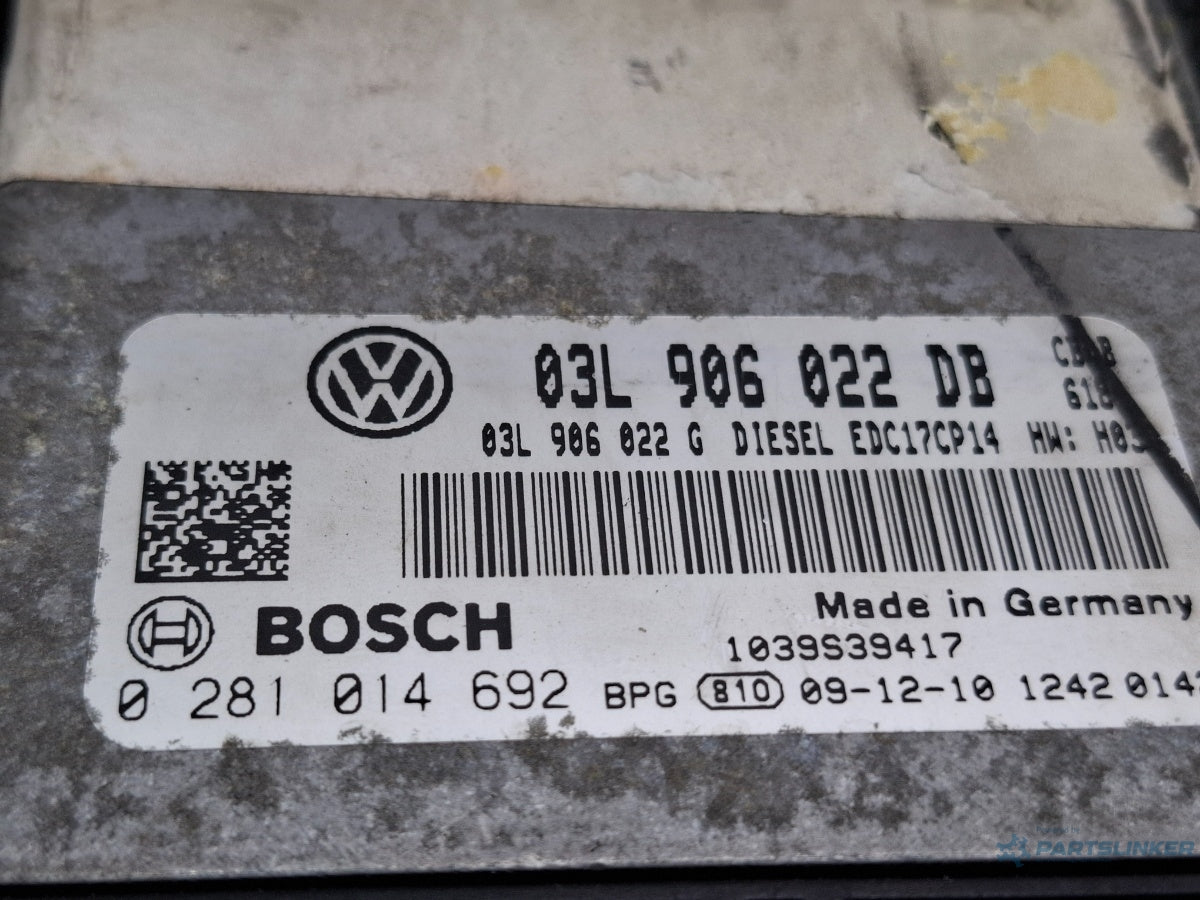 03L 906 022 DB
03L 906 022 G DIESEL EDC17CP14 HW:
BOSCH
Made in Germany
1039S39417
0 281 014 692 BPG 810 09-12-10 1242
PARTSLINKER